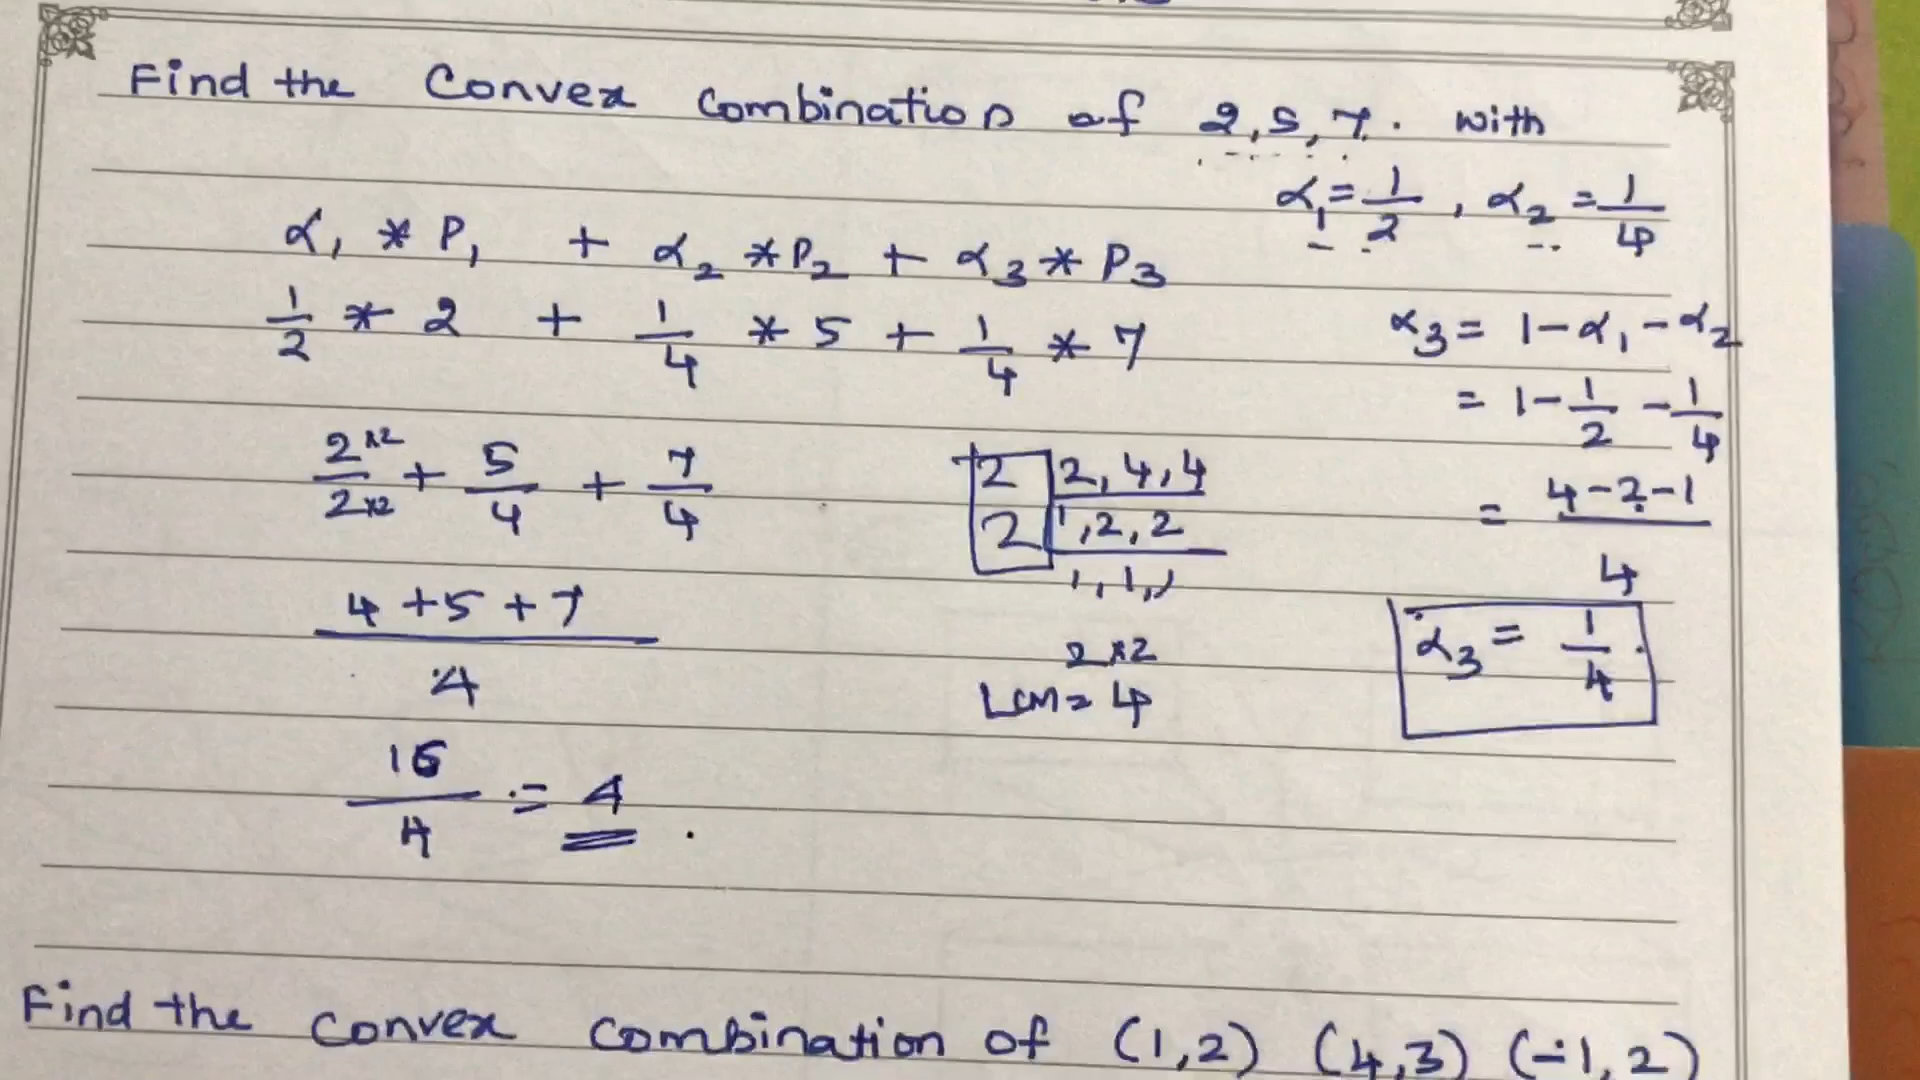 Find the Convex Combination of 2,5,7. with
α₁ = 1/2 , α₂ = 1/4
α₁ * P₁ + α₂ * P₂ + α₃ * P₃
1/2 * 2 + 1/4 * 5 + 1/4 * 7
α₃ = 1-α₁-α₂
= 1-1/2-1/4
2×2/2×2 + 5/4 + 7/4
2 2,4,4
2 1,2,2
1,1,1
= 4-2-1/4
4+5+7/4
2×2
LCM = 4
α₃ = 1/4.
16/4 = 4.
Find the convex combination of (1,2) (4,3) (-1,2)